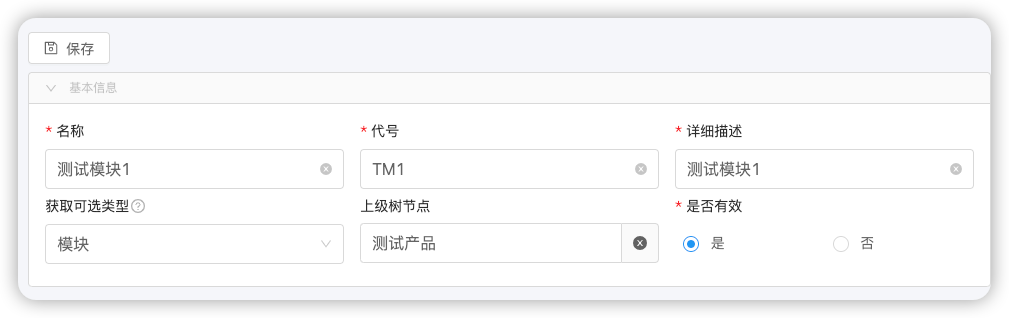 保存
基本信息
* 名称 * 代号 * 详细描述
测试模块1 TM1 测试模块1
获取可选类型 上级树节点 * 是否有效
模块 测试产品 是 否